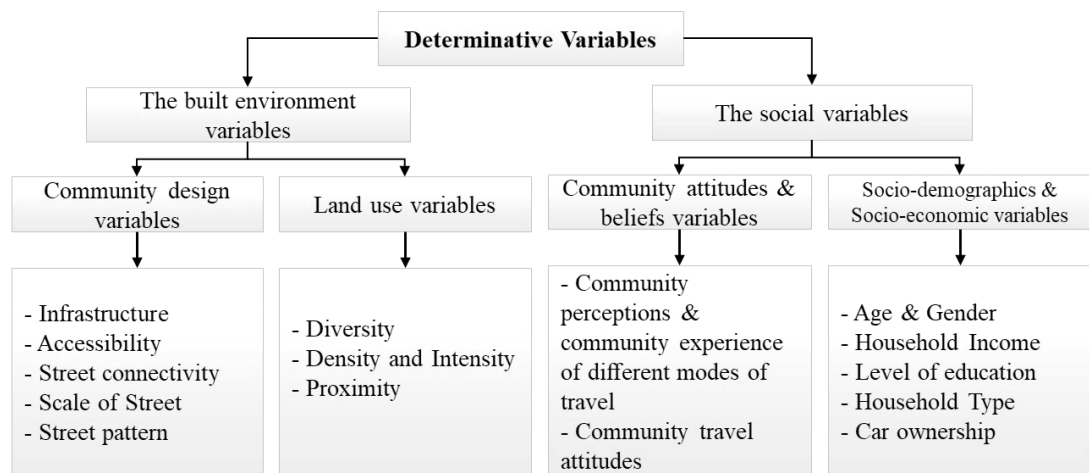 Determinative Variables
The built environment
variables
The social variables
Community design
variables
Land use variables
Community attitudes &
beliefs variables
Socio-demographics &
Socio-economic variables
- Infrastructure
- Accessibility
- Street connectivity
- Scale of Street
- Street pattern
- Diversity
- Density and Intensity
- Proximity
- Community
perceptions &
community experience
of different modes of
travel
- Community travel
attitudes
- Age & Gender
- Household Income
- Level of education
- Household Type
- Car ownership